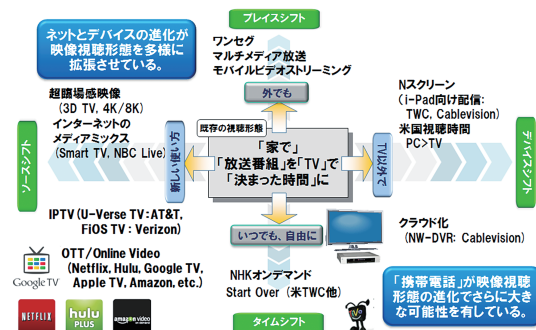 プレイスシフト
ネットとデバイスの進化が
映像視聴形態を多様に
拡張させている。
ワンセグ
マルチメディア放送
モバイルビデオストリーミング
外でも
超臨場感映像
(3D TV, 4K/8K)
インターネットの
メディアミックス
(Smart TV, NBC Live)
Nスクリーン
(i-Pad向け配信:
TWC, Cablevision)
米国視聴時間
PC>TV
既存の視聴形態
「家で」
「放送番組」を「TV」で
「決まった時間」に
ソースシフト
新しい使い方
TV以外で
デバイスシフト
いつでも、自由に
IPTV(U-Verse TV:AT&T,
FiOS TV : Verizon)
OTT/Online Video
(Netflix, Hulu, Google TV,
Apple TV, Amazon, etc.)
Google TV
クラウド化
(NW-DVR: Cablevision)
NHKオンデマンド
Start Over (米TWC他)
「携帯電話」が映像視聴
形態の進化でさらに大き
な可能性を有している。
NETFLIX
hulu
PLUS
amazon video
TiVo
タイムシフト